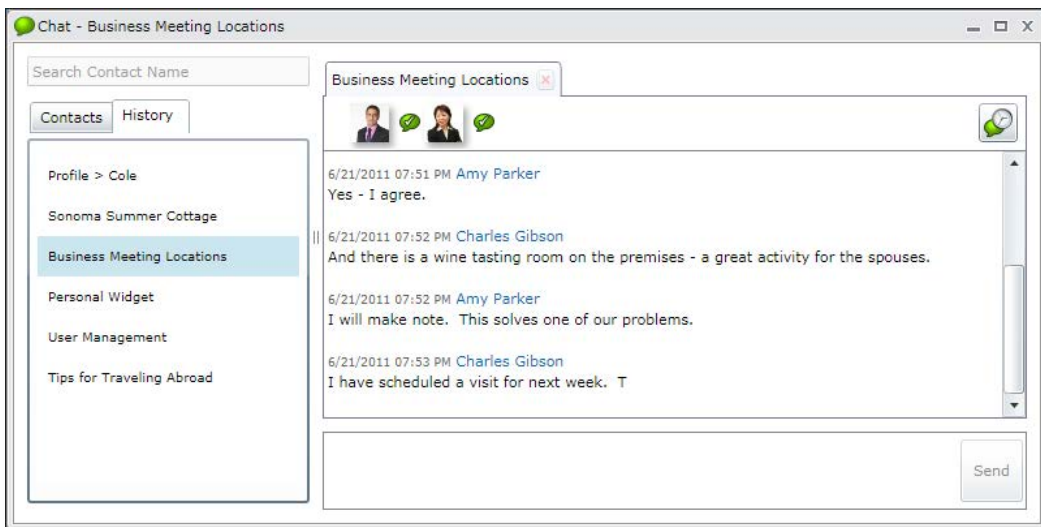 Chat - Business Meeting Locations
Search Contact Name
Contacts
History
Profile > Cole
Sonoma Summer Cottage
Business Meeting Locations
Personal Widget
User Management
Tips for Traveling Abroad
Business Meeting Locations
6/21/2011 07:51 PM Amy Parker
Yes - I agree.
6/21/2011 07:52 PM Charles Gibson
And there is a wine tasting room on the premises - a great activity for the spouses.
6/21/2011 07:52 PM Amy Parker
I will make note.  This solves one of our problems.
6/21/2011 07:53 PM Charles Gibson
I have scheduled a visit for next week.  T
Send